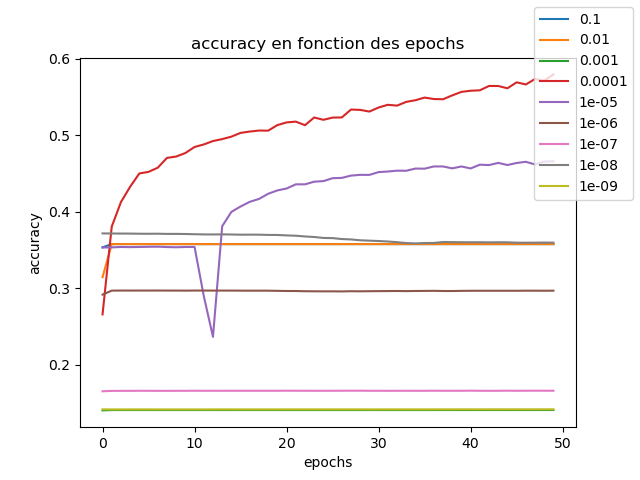 accuracy en fonction des epochs
0.1
0.01
0.001
0.0001
1e-05
1e-06
1e-07
1e-08
1e-09
0.6
0.5
0.4
0.3
0.2
accuracy
0 10 20 30 40 50
epochs